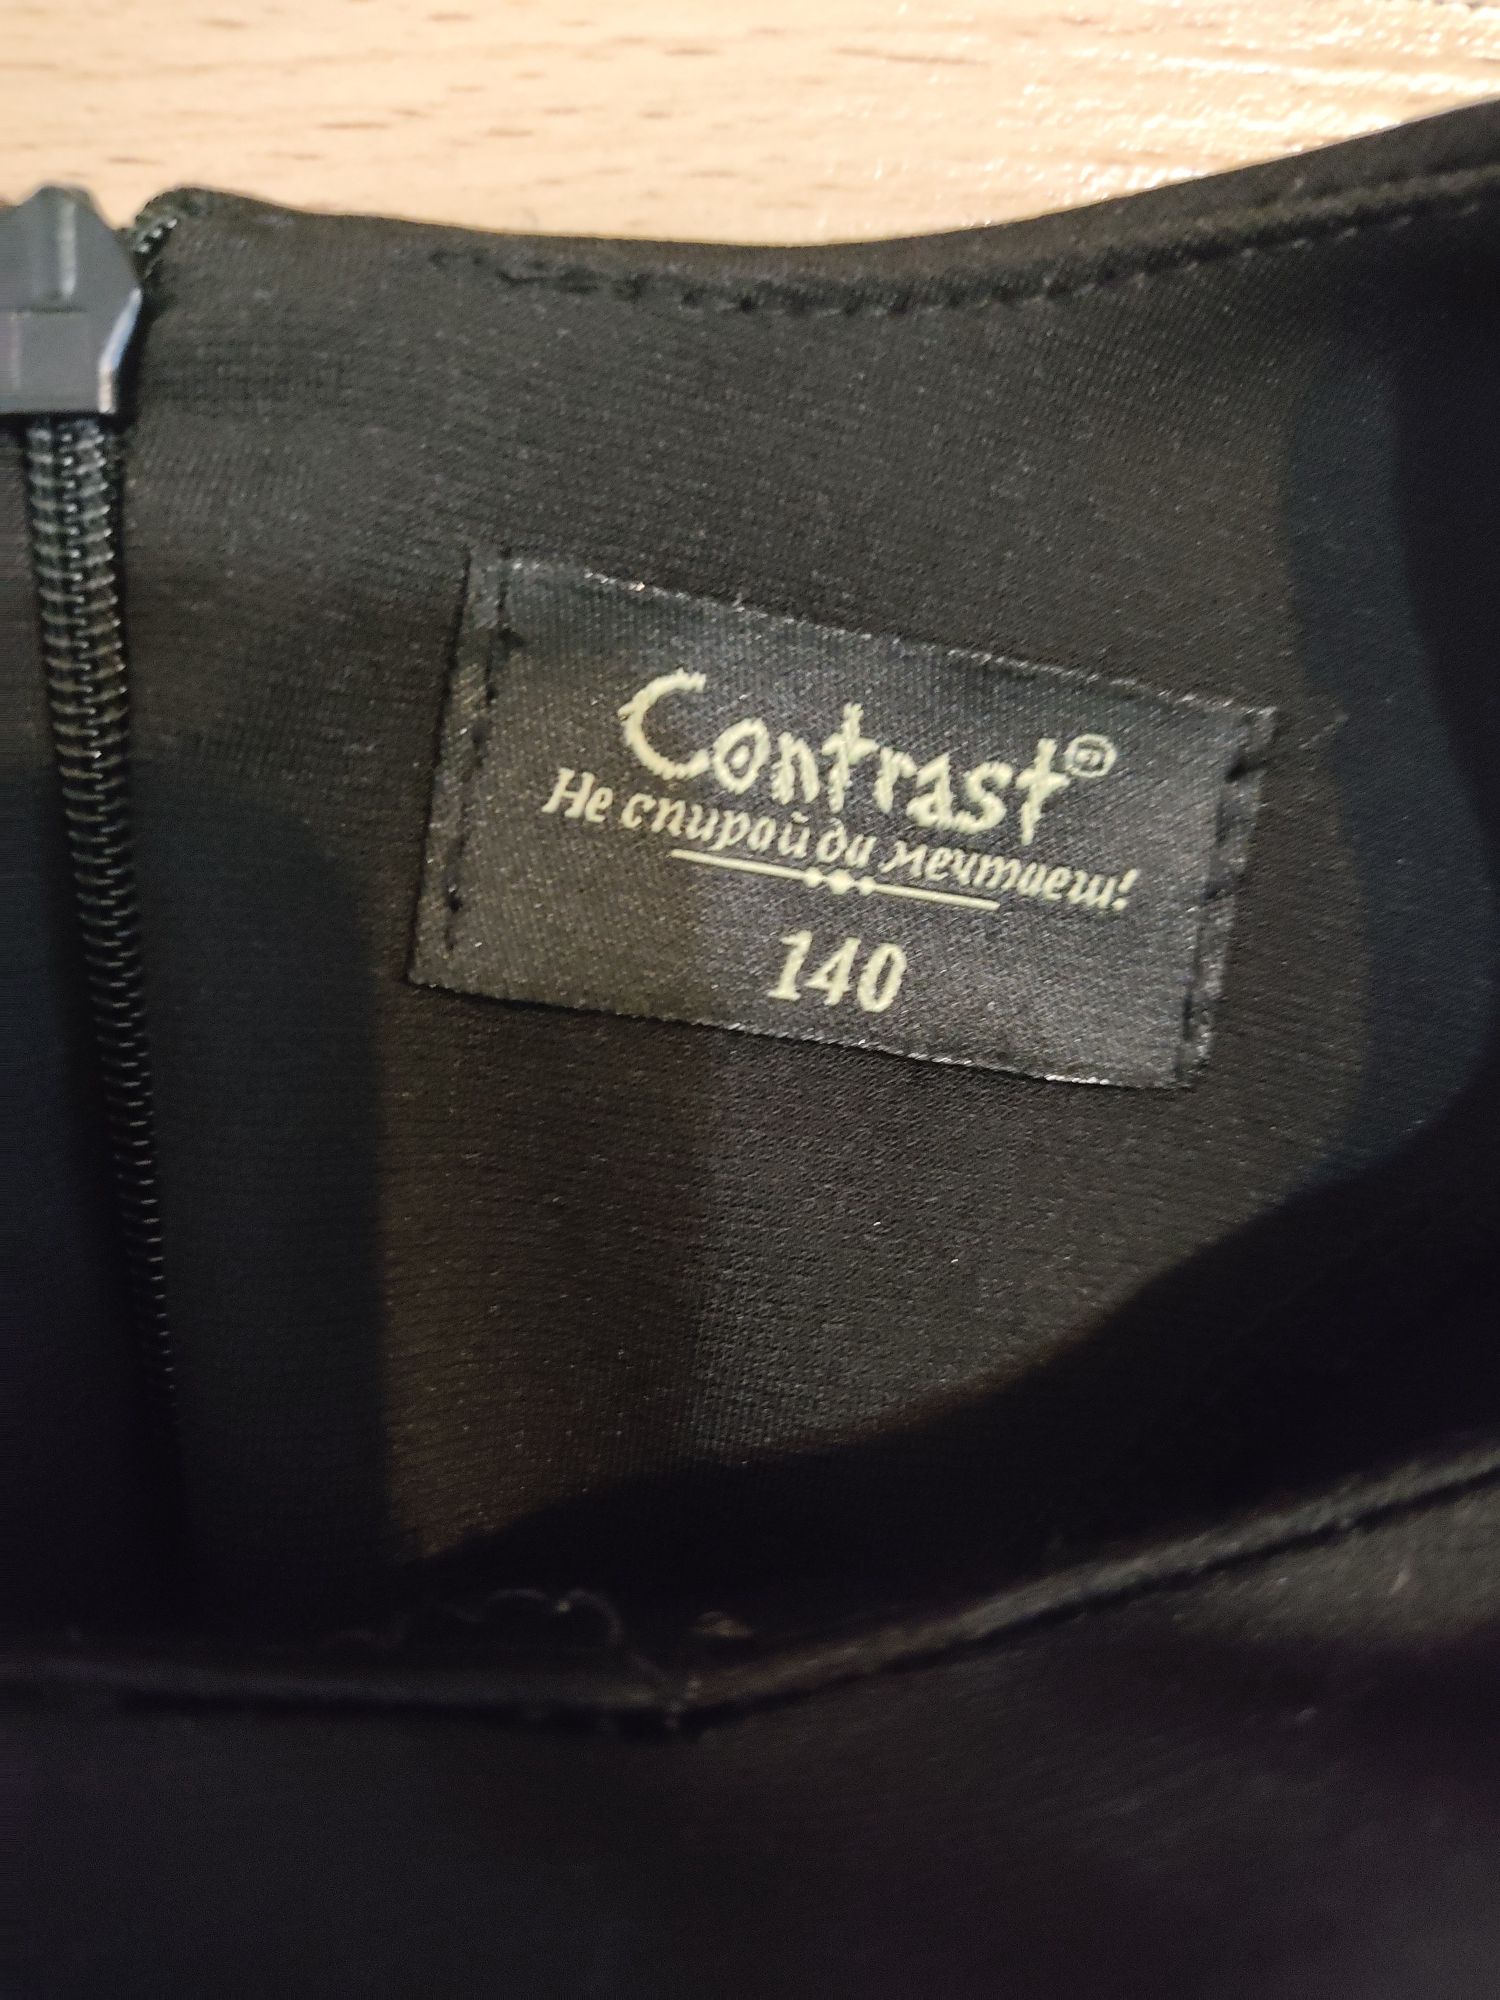 Contrast®
Не спирай да мечтаеш!
140